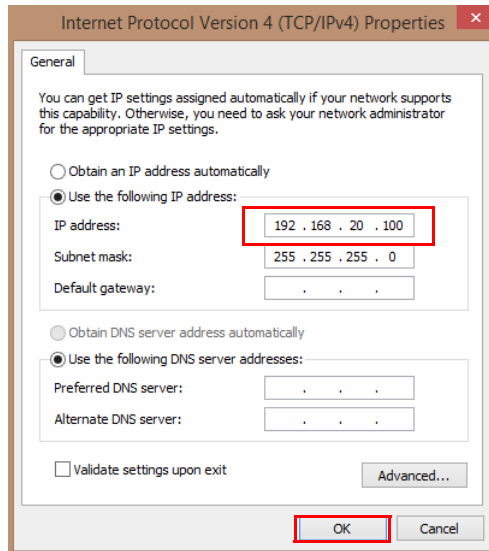 Internet Protocol Version 4 (TCP/IPv4) Properties
General
You can get IP settings assigned automatically if your network supports
this capability. Otherwise, you need to ask your network administrator
for the appropriate IP settings.
Obtain an IP address automatically
Use the following IP address:
IP address: 192 . 168 . 20 . 100
Subnet mask: 255 . 255 . 255 . 0
Default gateway: . . .
Obtain DNS server address automatically
Use the following DNS server addresses:
Preferred DNS server: . . .
Alternate DNS server: . . .
Validate settings upon exit
Advanced...
OK Cancel